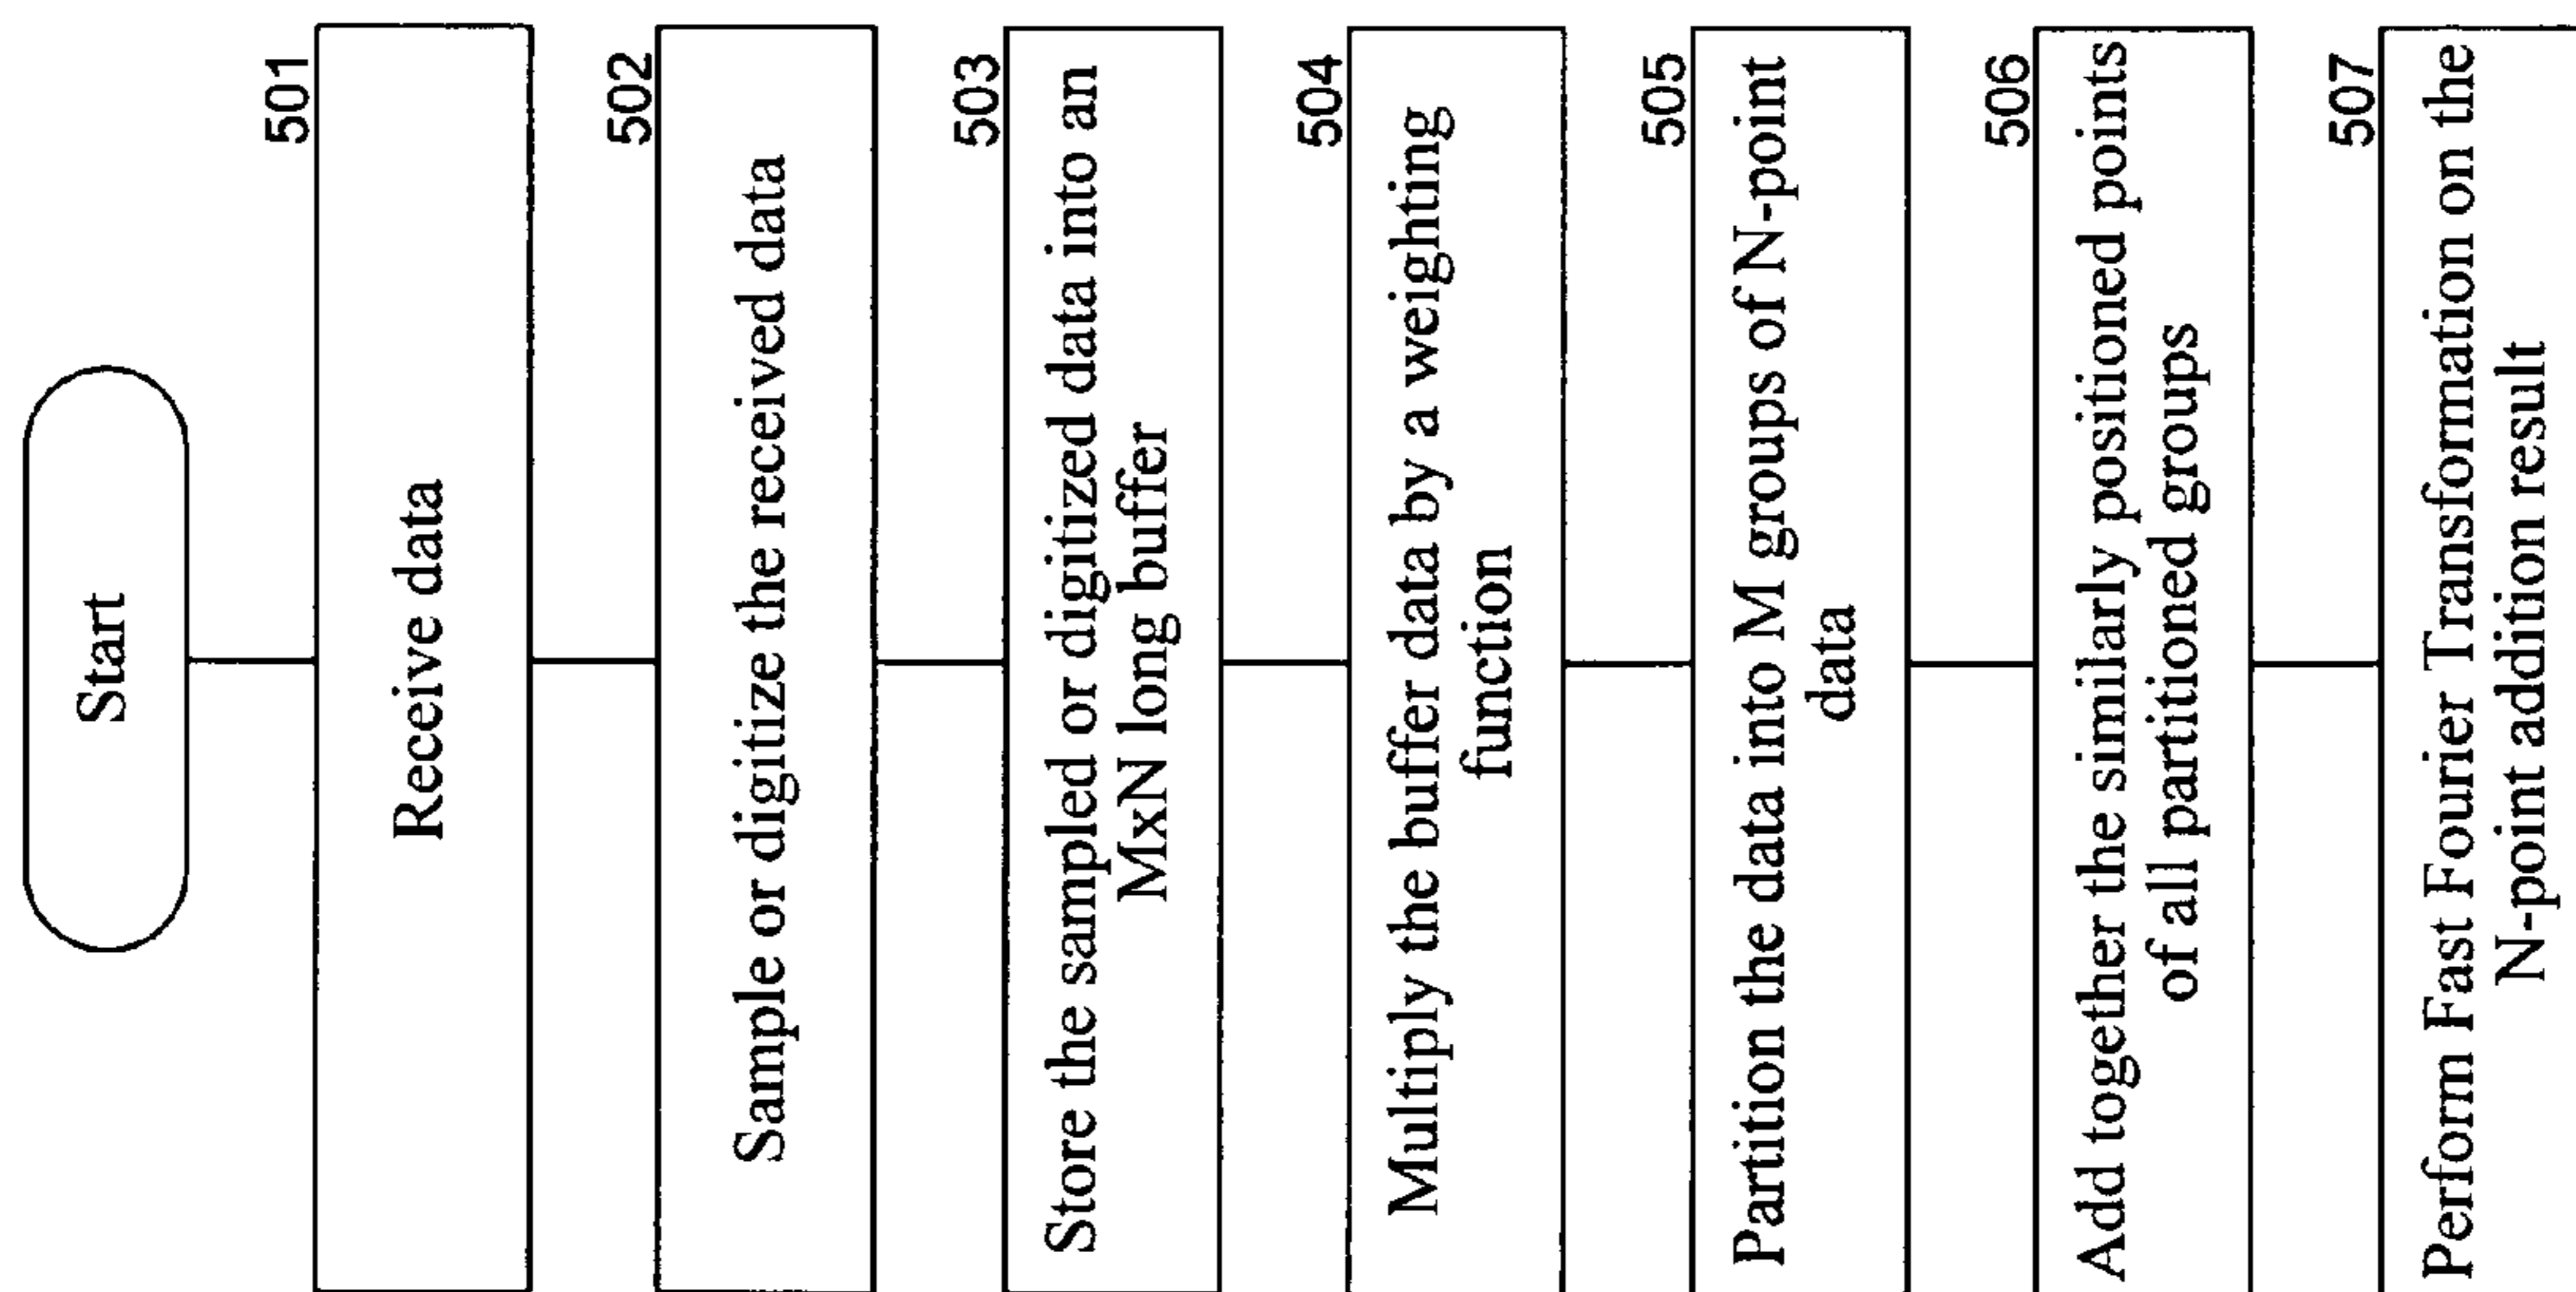 Start
501
Receive data
502
Sample or digitize the received data
503
Store the sampled or digitized data into an
MxN long buffer
504
Multiply the buffer data by a weighting
function
505
Partition the data into M groups of N-point
data
506
Add together the similarly positioned points
of all partitioned groups
507
Perform Fast Fourier Transformation on the
N-point addition result